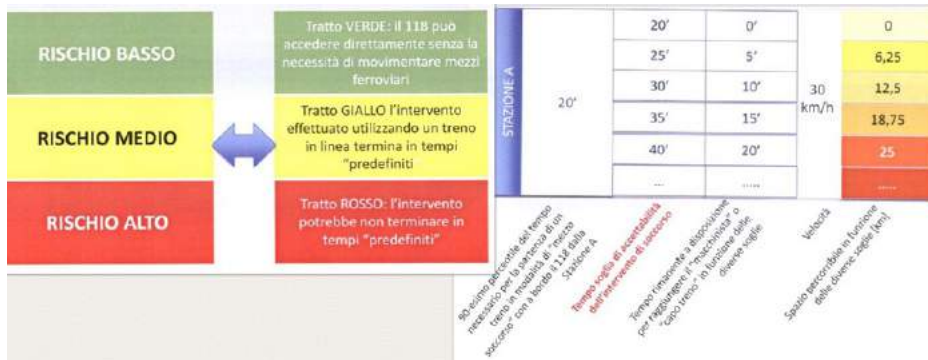 RISCHIO BASSO
Tratto VERDE: il 118 può
accedere direttamente senza la
necessità di movimentare mezzi
ferroviari
RISCHIO MEDIO
Tratto GIALLO l'intervento
effettuato utilizzando un treno
in linea termina in tempi
"predefiniti
RISCHIO ALTO
Tratto ROSSO: l'intervento
potrebbe non terminare in
tempi "predefiniti"
STAZIONE A
20'
20' 0' 0
25' 5' 6,25
30' 10' 12,5
35' 15' 18,75
40' 20' 25
... ..... .....
30
km/h
90-esimo percentile del tempo
necessario per la partenza di un
treno in modalità di "mezzo
soccorso" con a bordo il 118 dalla
Stazione A
Tempo soglia di accettabilità
dell'intervento di soccorso
Tempo rimanente a disposizione
per raggiungere il "macchinista" o
"capo treno" in funzione delle
diverse soglie
Velocità
Spazio percorribile in funzione
delle diverse soglie [km]